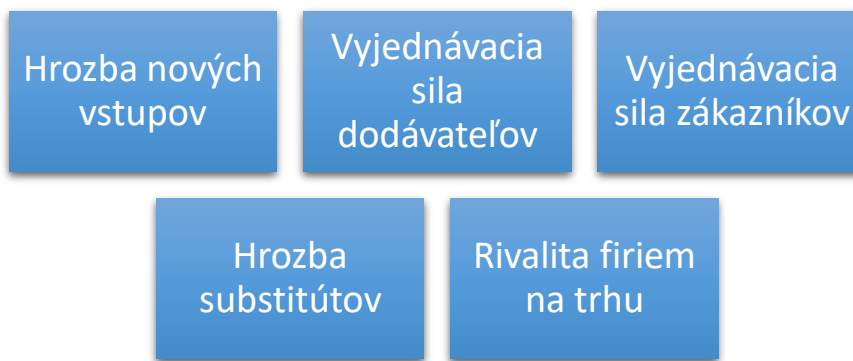 Hrozba nových
vstupov
Vyjednávacia
sila
dodávateľov
Vyjednávacia
sila zákazníkov
Hrozba
substitútov
Rivalita firiem
na trhu